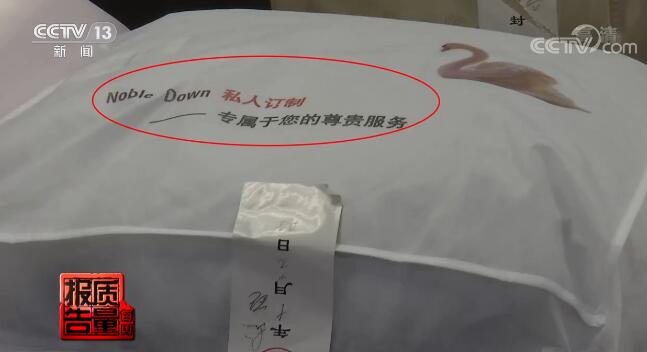 CCTV 13
新闻
封
高清
CCTV.com
Noble Down 私人订制
—— 专属于您的尊贵服务
年 月 日
质量
报告